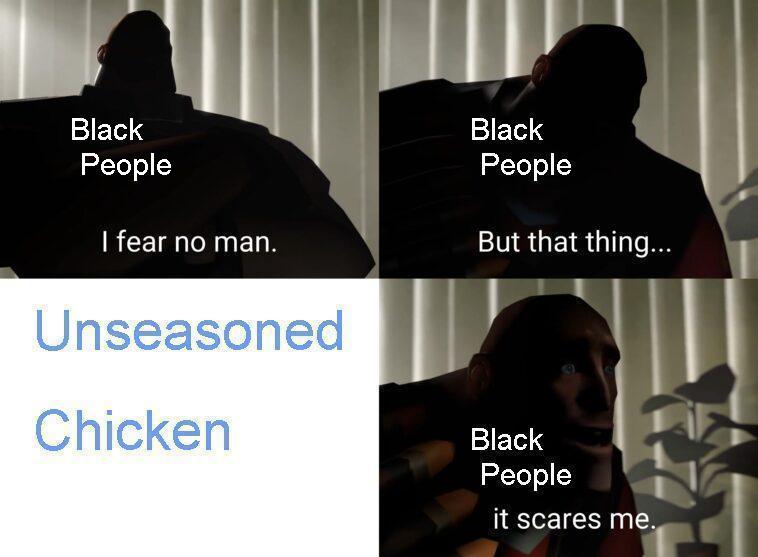 Black
People
I fear no man.
Black
People
But that thing...
Unseasoned
Chicken
Black
People
it scares me.